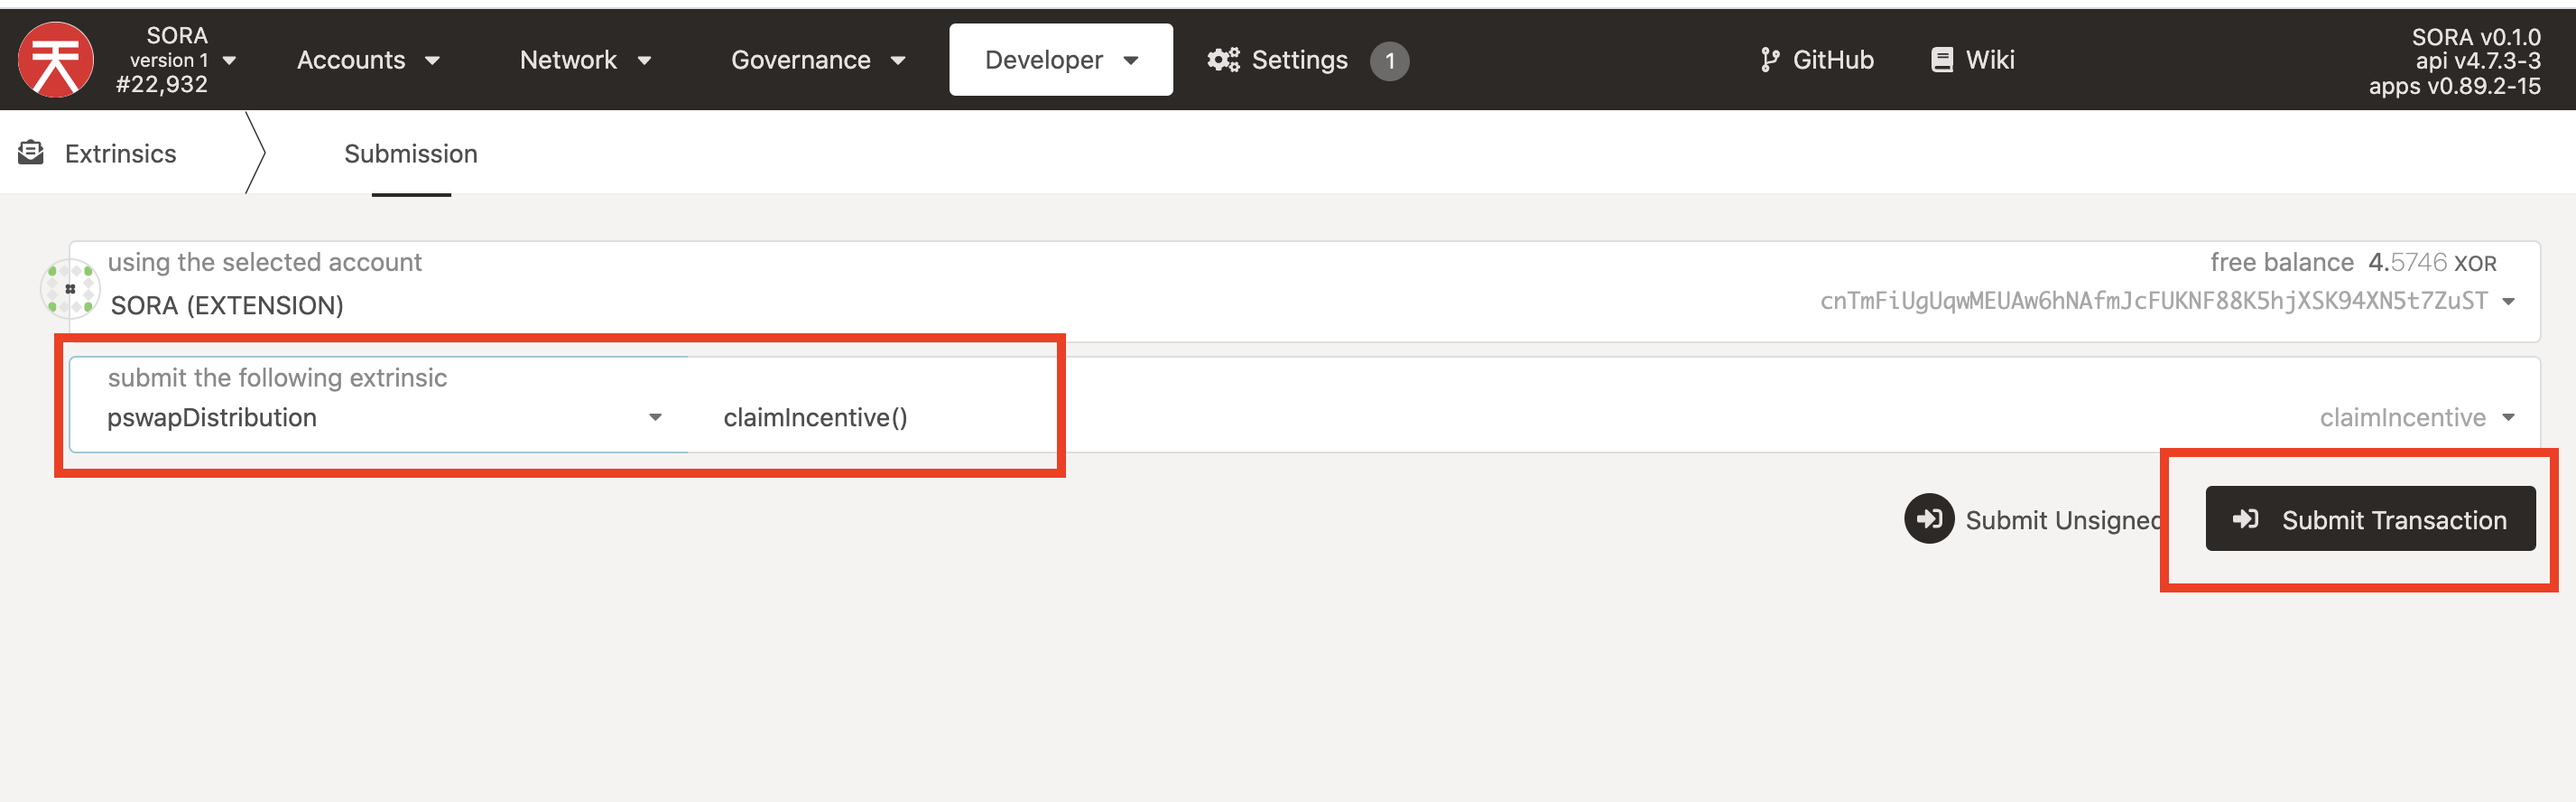 SORA
version 1
#22,932
Accounts
Network
Governance
Developer
Settings
1
GitHub
Wiki
SORA v0.1.0
api v4.7.3-3
apps v0.89.2-15
Extrinsics
Submission
using the selected account
free balance 4.5746 XOR
SORA (EXTENSION)
cnTmFiUgUqwMEUAw6hNAfmJcFUKNF88K5hjXSK94XN5t7ZuST
submit the following extrinsic
pswapDistribution
claimIncentive()
claimIncentive
Submit Unsigned
Submit Transaction